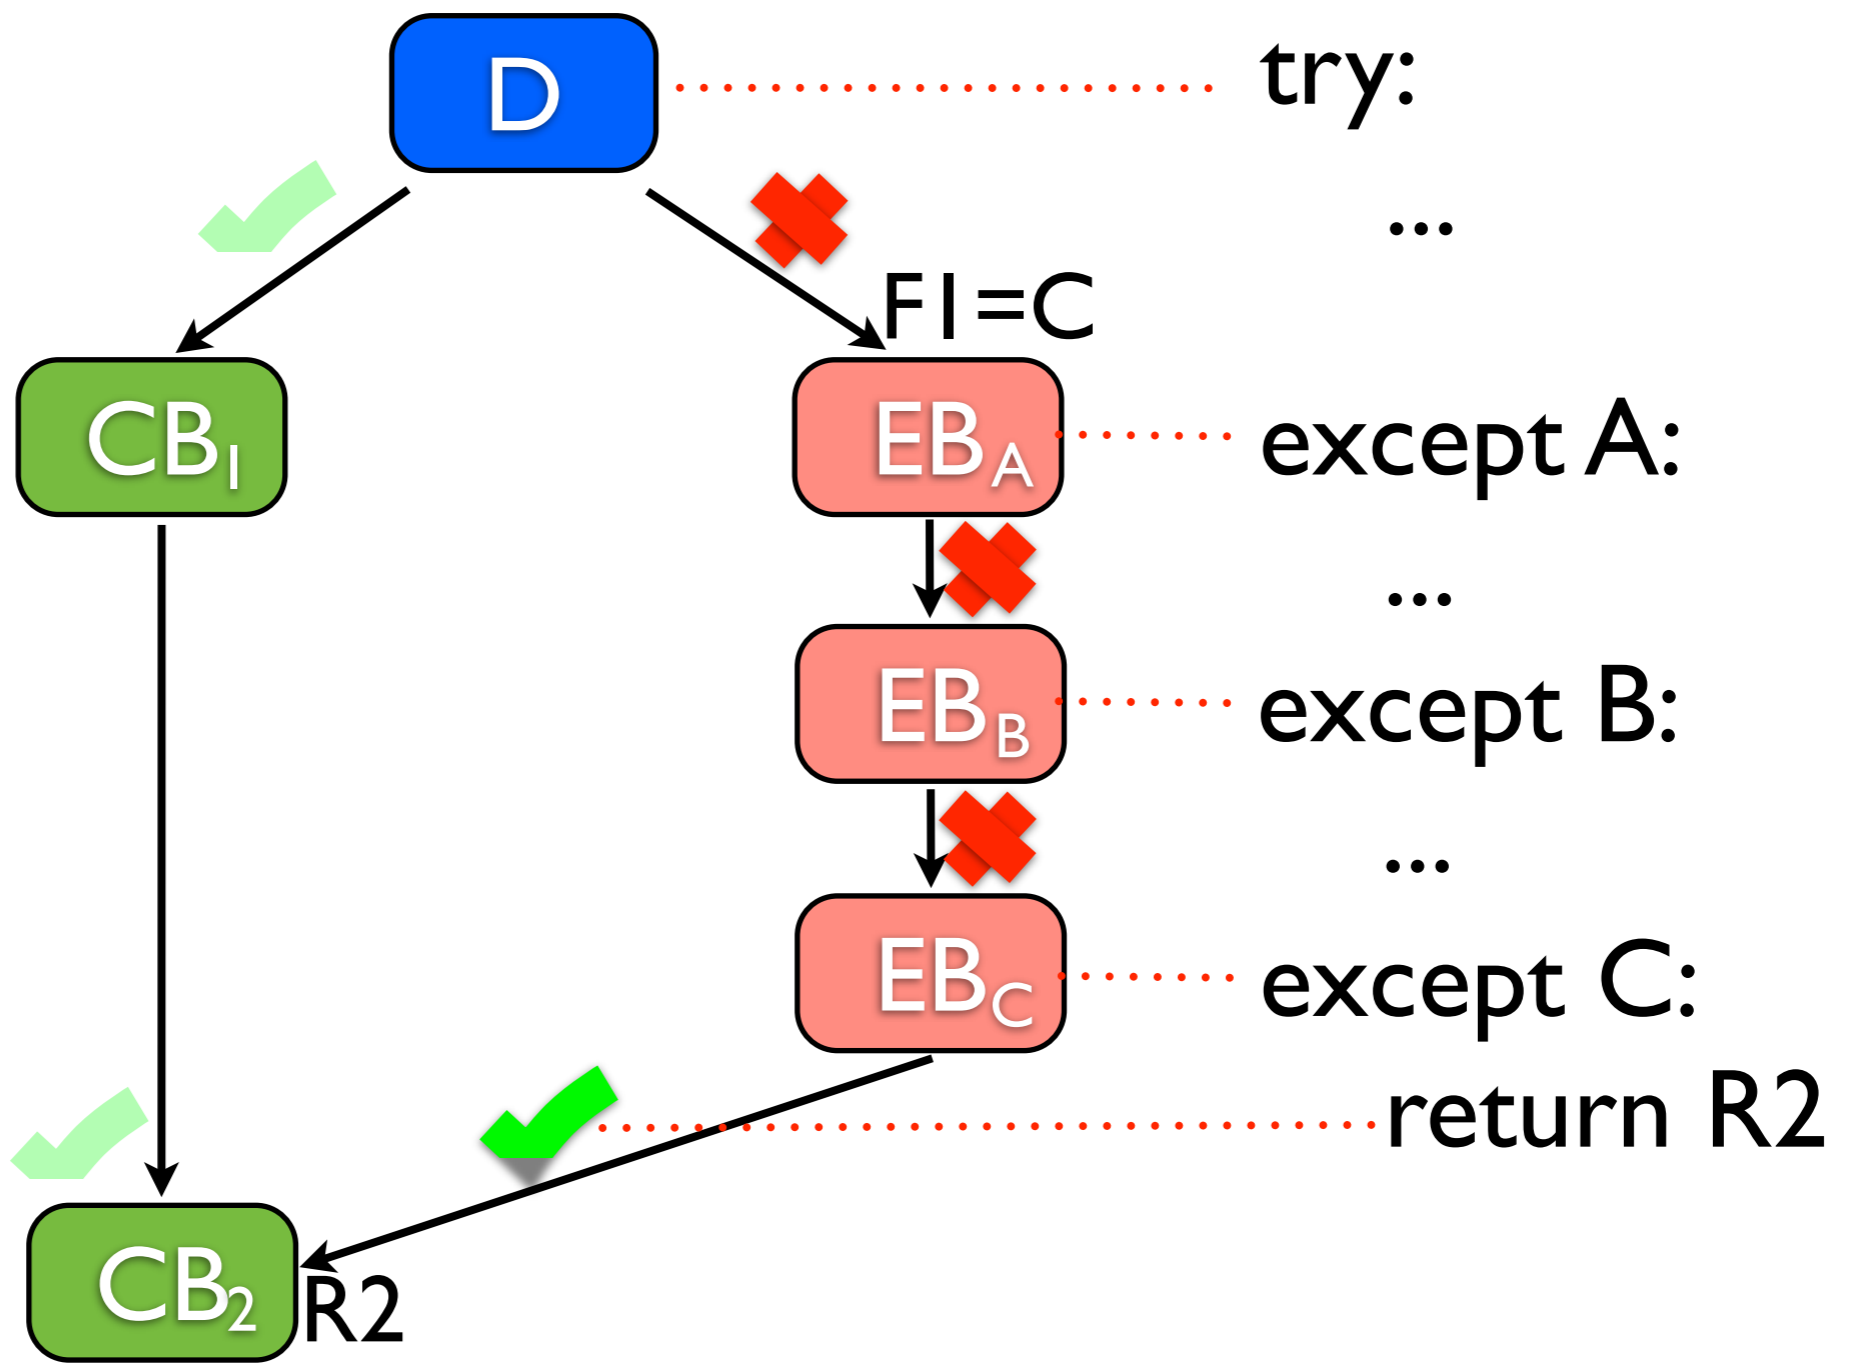 D
try:
...
F1=C
CB1
EBA
except A:
...
EBB
except B:
...
EBC
except C:
return R2
CB2
R2